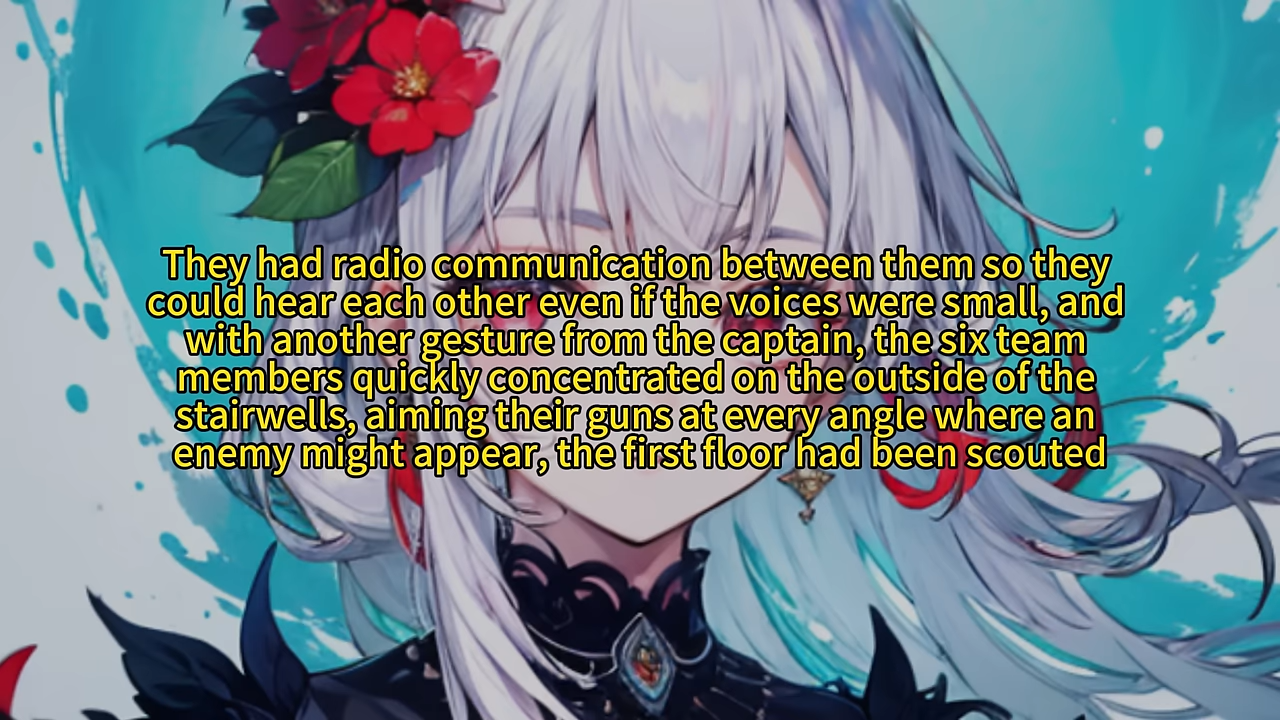 They had radio communication between them so they
could hear each other even if the voices were small, and
with another gesture from the captain, the six team
members quickly concentrated on the outside of the
stairwells, aiming their guns at every angle where an
enemy might appear, the first floor had been scouted